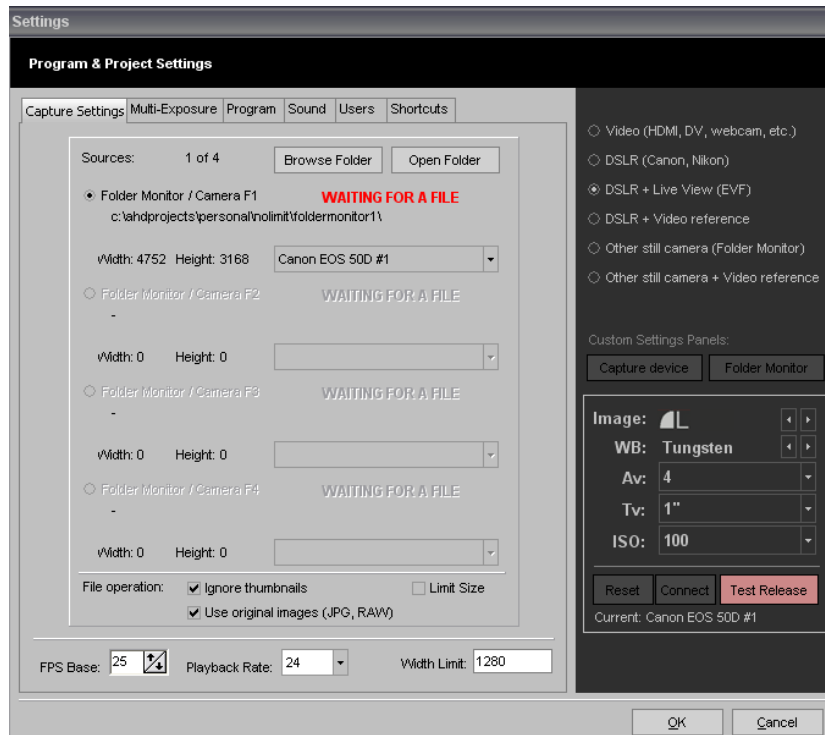 Settings
Program & Project Settings
Capture Settings Multi-Exposure Program Sound Users Shortcuts
Sources: 1 of 4 Browse Folder Open Folder
Folder Monitor / Camera F1 WAITING FOR A FILE
c:\ahdprojects\personal\nolimit\foldermonitor1\
Width: 4752 Height: 3168 Canon EOS 50D #1
Folder Monitor / Camera F2 WAITING FOR A FILE
-
Width: 0 Height: 0
Folder Monitor / Camera F3 WAITING FOR A FILE
-
Width: 0 Height: 0
Folder Monitor / Camera F4 WAITING FOR A FILE
-
Width: 0 Height: 0
File operation: Ignore thumbnails Limit Size
Use original images (JPG, RAW)
FPS Base: 25 Playback Rate: 24 Width Limit: 1280
Video (HDMI, DV, webcam, etc.)
DSLR (Canon, Nikon)
DSLR + Live View (EVF)
DSLR + Video reference
Other still camera (Folder Monitor)
Other still camera + Video reference
Custom Settings Panels:
Capture device Folder Monitor
Image: L
WB: Tungsten
Av: 4
Tv: 1"
ISO: 100
Reset Connect Test Release
Current: Canon EOS 50D #1
OK Cancel